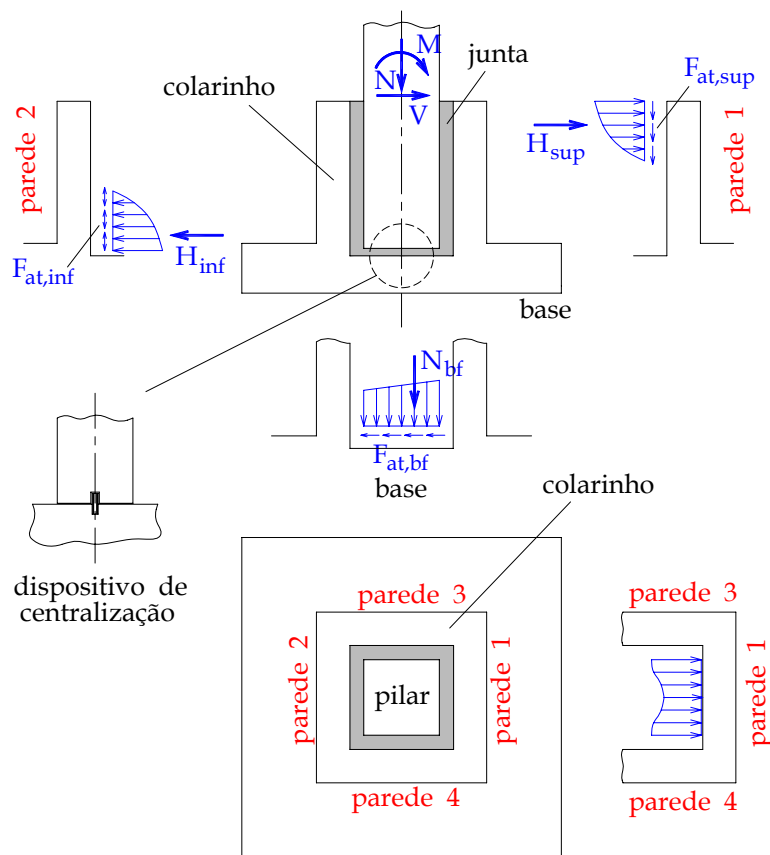 M
N
V
junta
colarinho
F_at,sup
H_sup
parede 2
parede 1
H_inf
F_at,inf
base
N_bf
F_at,bf
base
colarinho
dispositivo de
centralização
parede 3
parede 2
pilar
parede 1
parede 4
parede 3
parede 1
parede 4